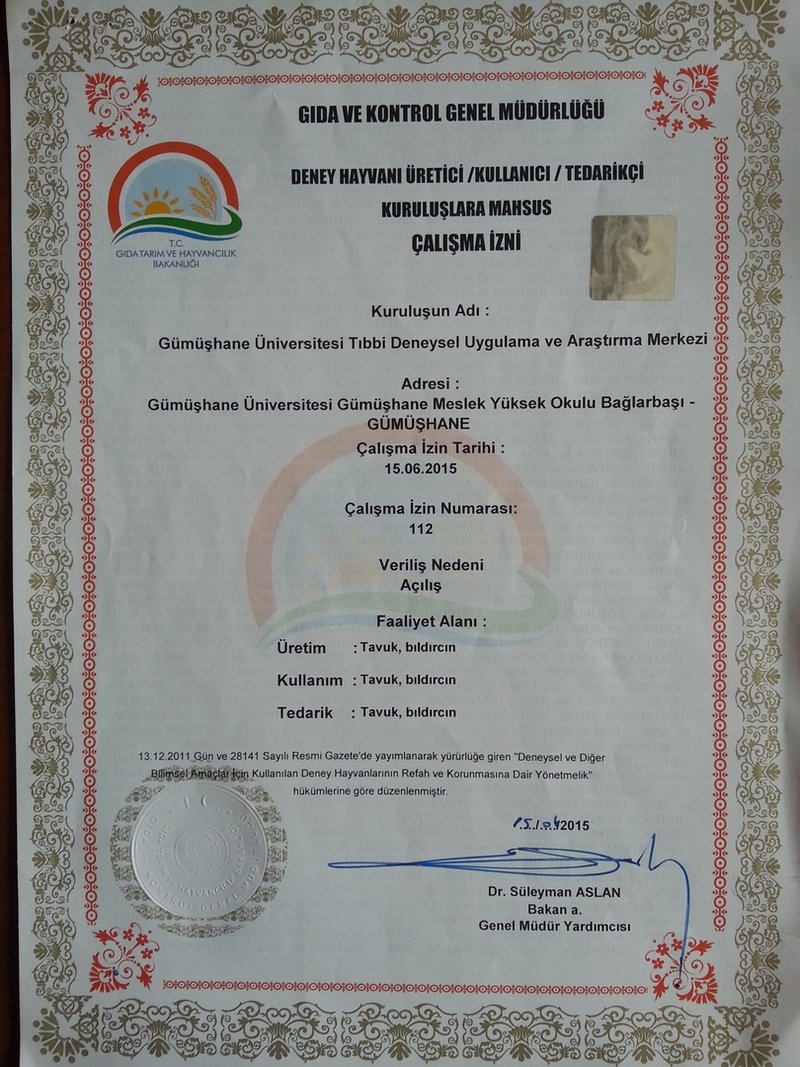 GIDA VE KONTROL GENEL MÜDÜRLÜĞÜ
DENEY HAYVANI ÜRETİCİ /KULLANICI / TEDARİKÇİ
KURULUŞLARA MAHSUS
ÇALIŞMA İZNİ
T.C.
GIDA TARIM VE HAYVANCILIK
BAKANLIĞI
Kuruluşun Adı :
Gümüşhane Üniversitesi Tıbbi Deneysel Uygulama ve Araştırma Merkezi
Adresi :
Gümüşhane Üniversitesi Gümüşhane Meslek Yüksek Okulu Bağlarbaşı -
GÜMÜŞHANE
Çalışma İzin Tarihi :
15.06.2015
Çalışma İzin Numarası:
112
Veriliş Nedeni
Açılış
Faaliyet Alanı :
Üretim : Tavuk, bıldırcın
Kullanım : Tavuk, bıldırcın
Tedarik : Tavuk, bıldırcın
13.12.2011 Gün ve 28141 Sayılı Resmi Gazete'de yayımlanarak yürürlüğe giren "Deneysel ve Diğer
Bilimsel Amaçlar İçin Kullanılan Deney Hayvanlarının Refah ve Korunmasına Dair Yönetmelik"
hükümlerine göre düzenlenmiştir.
/2015
Dr. Süleyman ASLAN
Bakan a.
Genel Müdür Yardımcısı
T.C.